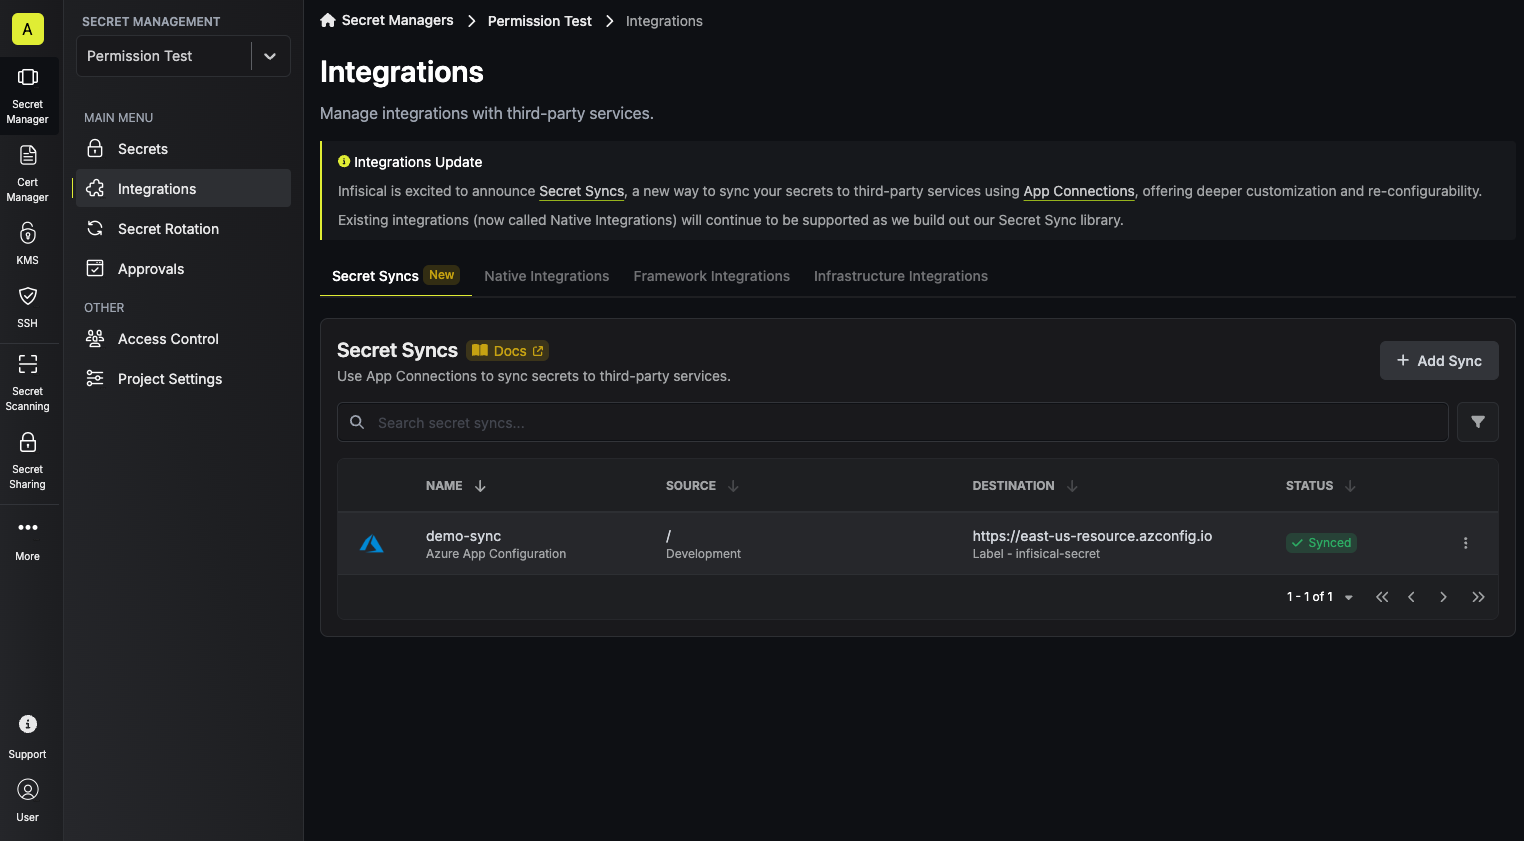 A
Secret
Manager
Cert
Manager
KMS
SSH
Secret
Scanning
Secret
Sharing
More
Support
User
SECRET MANAGEMENT
Permission Test
MAIN MENU
Secrets
Integrations
Secret Rotation
Approvals
OTHER
Access Control
Project Settings
Secret Managers Permission Test Integrations
Integrations
Manage integrations with third-party services.
Integrations Update
Infisical is excited to announce Secret Syncs, a new way to sync your secrets to third-party services using App Connections, offering deeper customization and re-configurability.
Existing integrations (now called Native Integrations) will continue to be supported as we build out our Secret Sync library.
Secret Syncs New Native Integrations Framework Integrations Infrastructure Integrations
Secret Syncs Docs
Use App Connections to sync secrets to third-party services.
+ Add Sync
Search secret syncs...
NAME SOURCE DESTINATION STATUS
demo-sync / https://east-us-resource.azconfig.io Synced
Azure App Configuration Development Label - infisical-secret
1 - 1 of 1